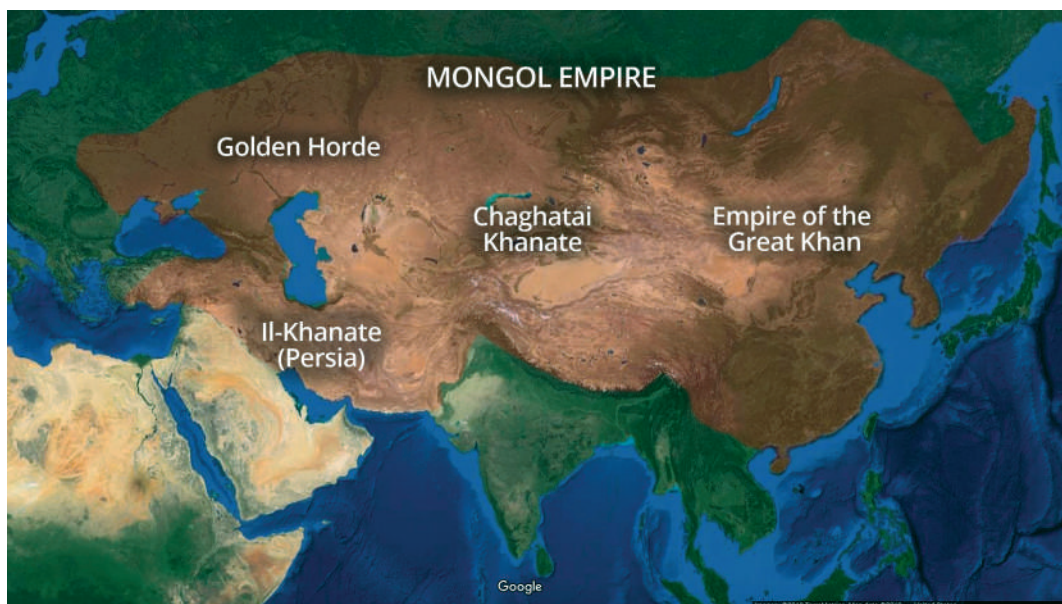 MONGOL EMPIRE
Golden Horde
Chaghatai
Khanate
Empire of the
Great Khan
Il-Khanate
(Persia)
Google